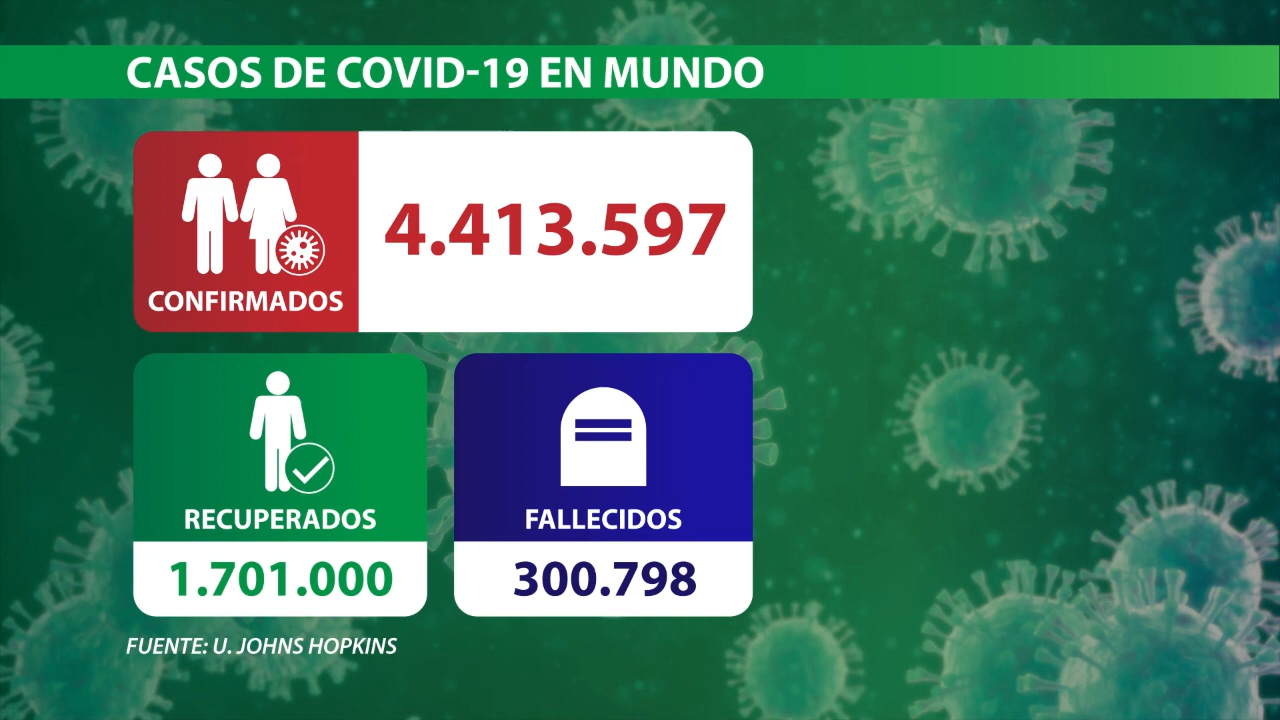 CASOS DE COVID-19 EN MUNDO
CONFIRMADOS
4.413.597
RECUPERADOS
1.701.000
FALLECIDOS
300.798
FUENTE: U. JOHNS HOPKINS